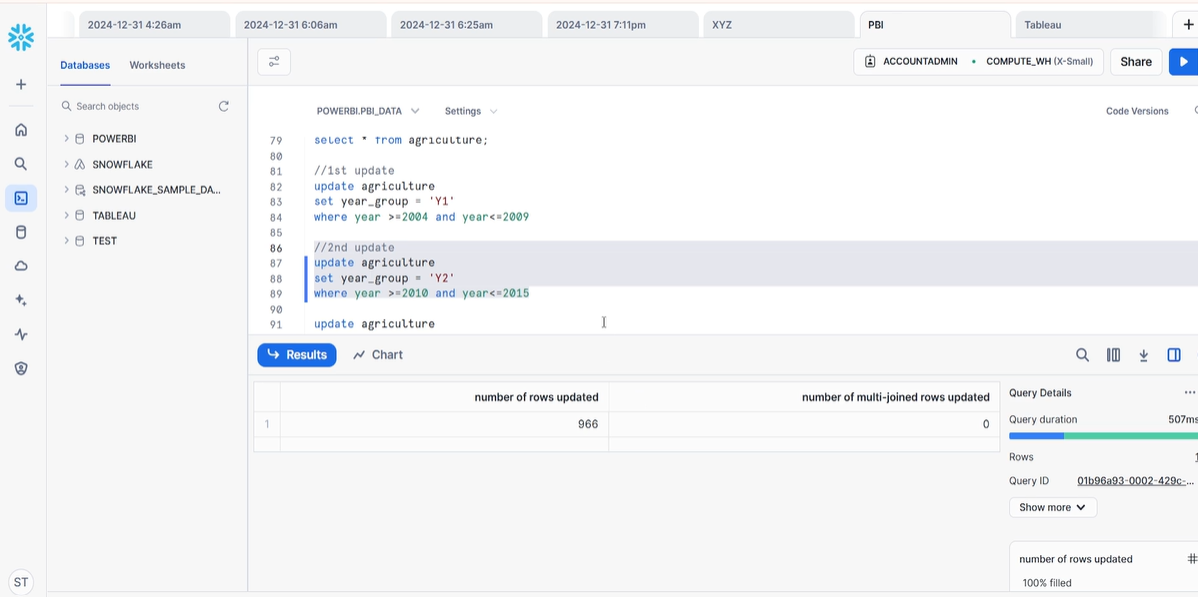 2024-12-31 4:26am
2024-12-31 6:06am
2024-12-31 6:25am
2024-12-31 7:11pm
XYZ
PBI
Tableau
Databases
Worksheets
ACCOUNTADMIN
COMPUTE_WH (X-Small)
Share
Search objects
POWERBI
SNOWFLAKE
SNOWFLAKE_SAMPLE_DA...
TABLEAU
TEST
POWERBI.PBI_DATA
Settings
Code Versions
79 select * from agriculture;
80
81 //1st update
82 update agriculture
83 set year_group = 'Y1'
84 where year >=2004 and year<=2009
85
86 //2nd update
87 update agriculture
88 set year_group = 'Y2'
89 where year >=2010 and year<=2015
90
91 update agriculture
Results
Chart
number of rows updated
number of multi-joined rows updated
1 966 0
Query Details
Query duration 507ms
Rows 1
Query ID 01b96a93-0002-429c-...
Show more
number of rows updated #
100% filled
ST